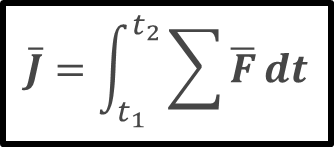 J̅ = ∫_{t₁}^{t₂} ∑ F̅ dt